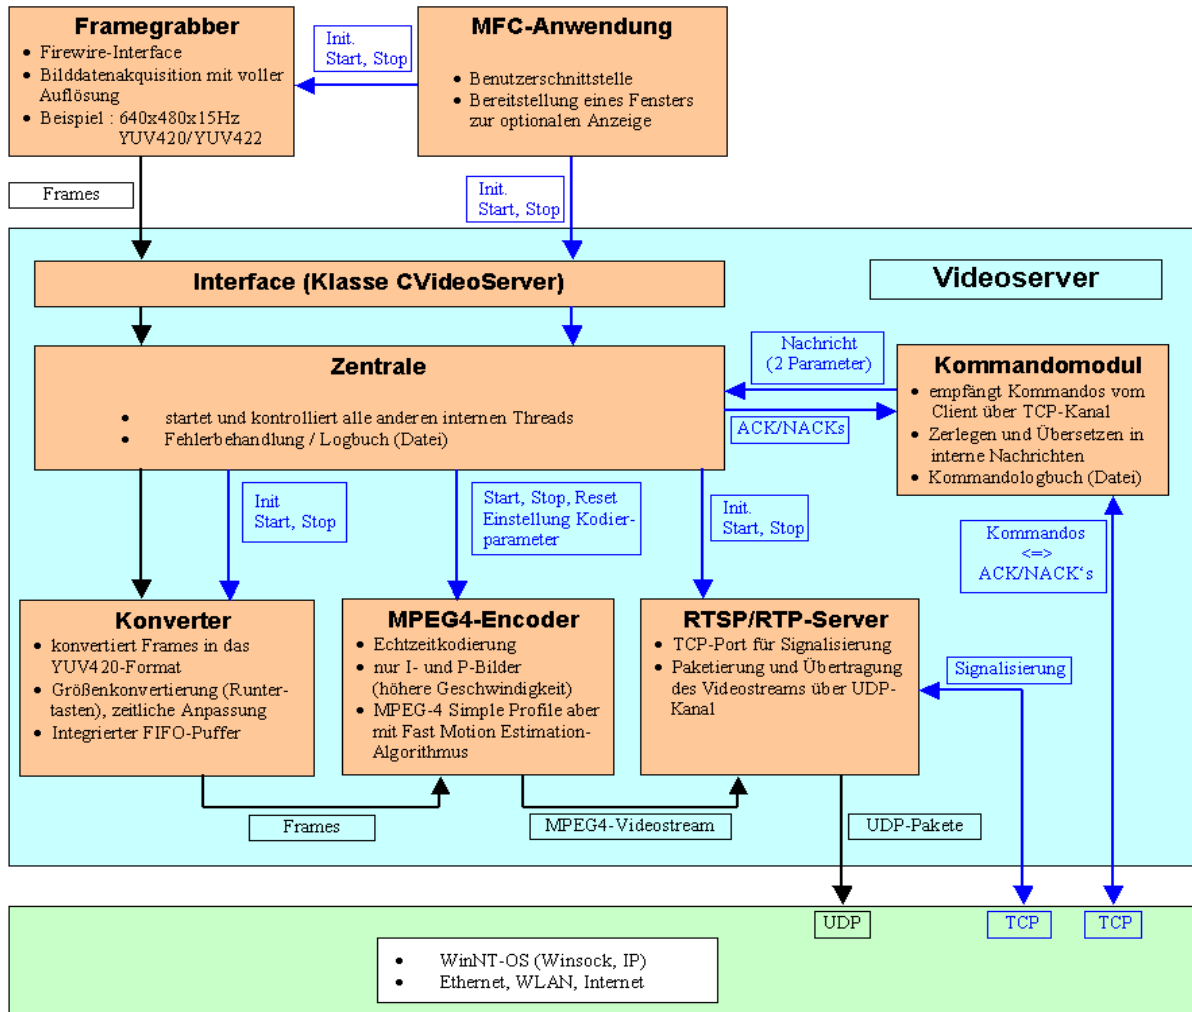 Framegrabber
• Firewire-Interface
• Bilddatenakquisition mit voller
Auflösung
• Beispiel : 640x480x15Hz
YUV420/YUV422
Init.
Start, Stop
MFC-Anwendung
• Benutzerschnittstelle
• Bereitstellung eines Fensters
zur optionalen Anzeige
Frames
Init.
Start, Stop
Interface (Klasse CVideoServer)
Videoserver
Zentrale
• startet und kontrolliert alle anderen internen Threads
• Fehlerbehandlung / Logbuch (Datei)
Nachricht
(2 Parameter)
ACK/NACKs
Kommandomodul
• empfängt Kommandos vom
Client über TCP-Kanal
• Zerlegen und Übersetzen in
interne Nachrichten
• Kommandologbuch (Datei)
Init
Start, Stop
Start, Stop, Reset
Einstellung Kodier-
parameter
Init.
Start, Stop
Kommandos
<=>
ACK/NACK‘s
Konverter
• konvertiert Frames in das
YUV420-Format
• Größenkonvertierung (Runter-
tasten), zeitliche Anpassung
• Integrierter FIFO-Puffer
MPEG4-Encoder
• Echtzeitkodierung
• nur I- und P-Bilder
(höhere Geschwindigkeit)
• MPEG-4 Simple Profile aber
mit Fast Motion Estimation-
Algorithmus
RTSP/RTP-Server
• TCP-Port für Signalisierung
• Paketierung und Übertragung
des Videostreams über UDP-
Kanal
Signalisierung
Frames
MPEG4-Videostream
UDP-Pakete
UDP
TCP
TCP
• WinNT-OS (Winsock, IP)
• Ethernet, WLAN, Internet